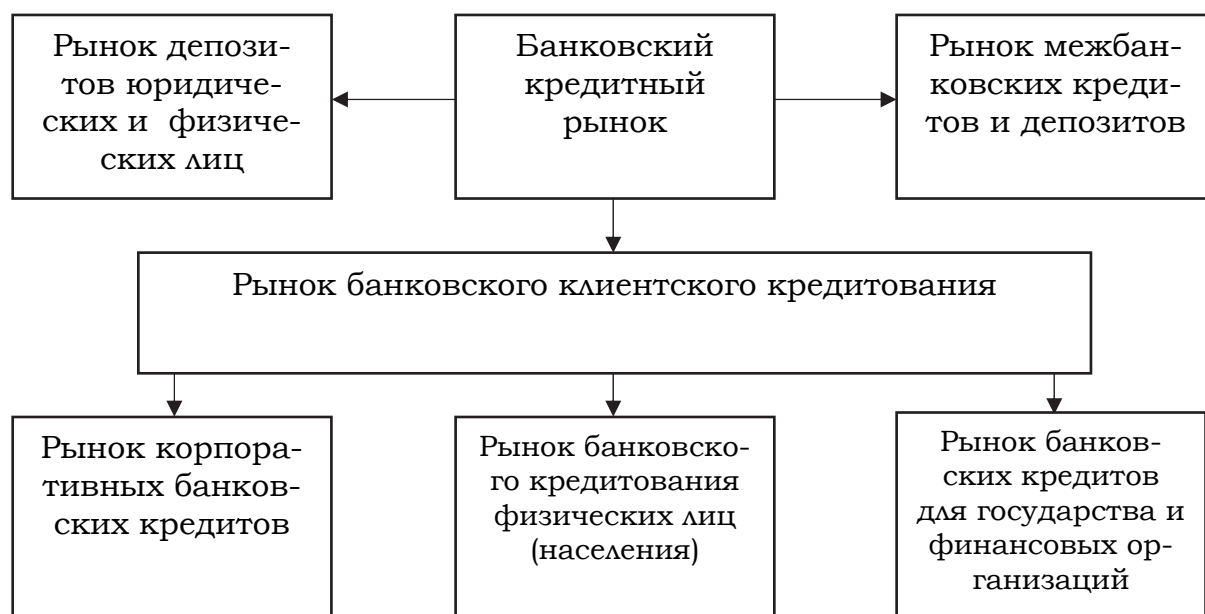 Рынок депози-
тов юридиче-
ских и физиче-
ских лиц
Банковский
кредитный
рынок
Рынок межбан-
ковских креди-
тов и депозитов
Рынок банковского клиентского кредитования
Рынок корпора-
тивных банков-
ских кредитов
Рынок банковско-
го кредитования
физических лиц
(населения)
Рынок банков-
ских кредитов
для государства и
финансовых ор-
ганизаций